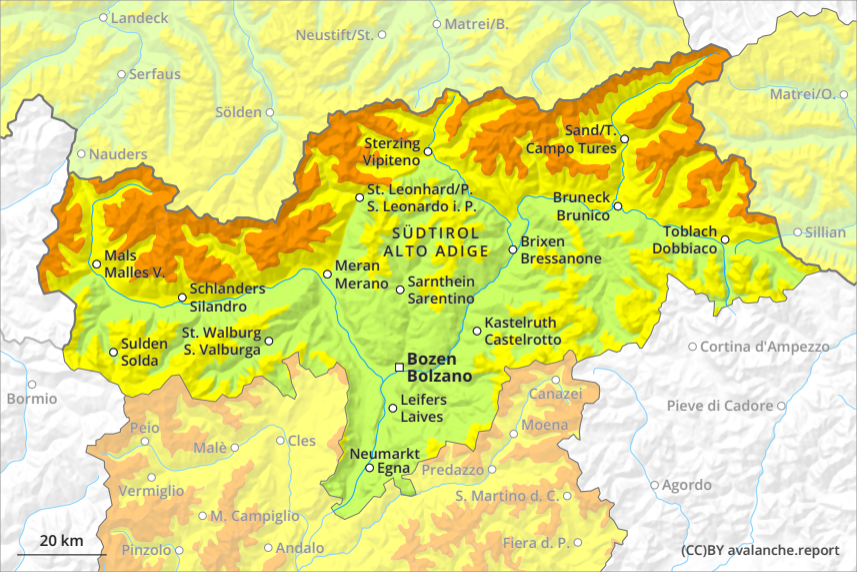 Landeck
Matrei/B.
Neustift/St.
Serfaus
Matrei/O.
Sölden
Sand/T.
Campo Tures
Sterzing
Vipiteno
Nauders
St. Leonhard/P.
S. Leonardo i. P.
Bruneck
Brunico
SÜDTIROL
ALTO ADIGE
Toblach
Dobbiaco
Sillian
Brixen
Bressanone
Mals
Malles V.
Meran
Merano
Sarnthein
Sarentino
Schlanders
Silandro
Kastelruth
Castelrotto
St. Walburg
S. Valburga
Sulden
Solda
Cortina d'Ampezzo
Bozen
Bolzano
Bormio
Canazei
Leifers
Laives
Pieve di Cadore
Peio
Moena
Cles
Malè
Neumarkt
Egna
Predazzo
Vermiglio
Agordo
S. Martino d. C.
M. Campiglio
20 km
Pinzolo
Andalo
Fiera d. P.
(CC)BY avalanche.report